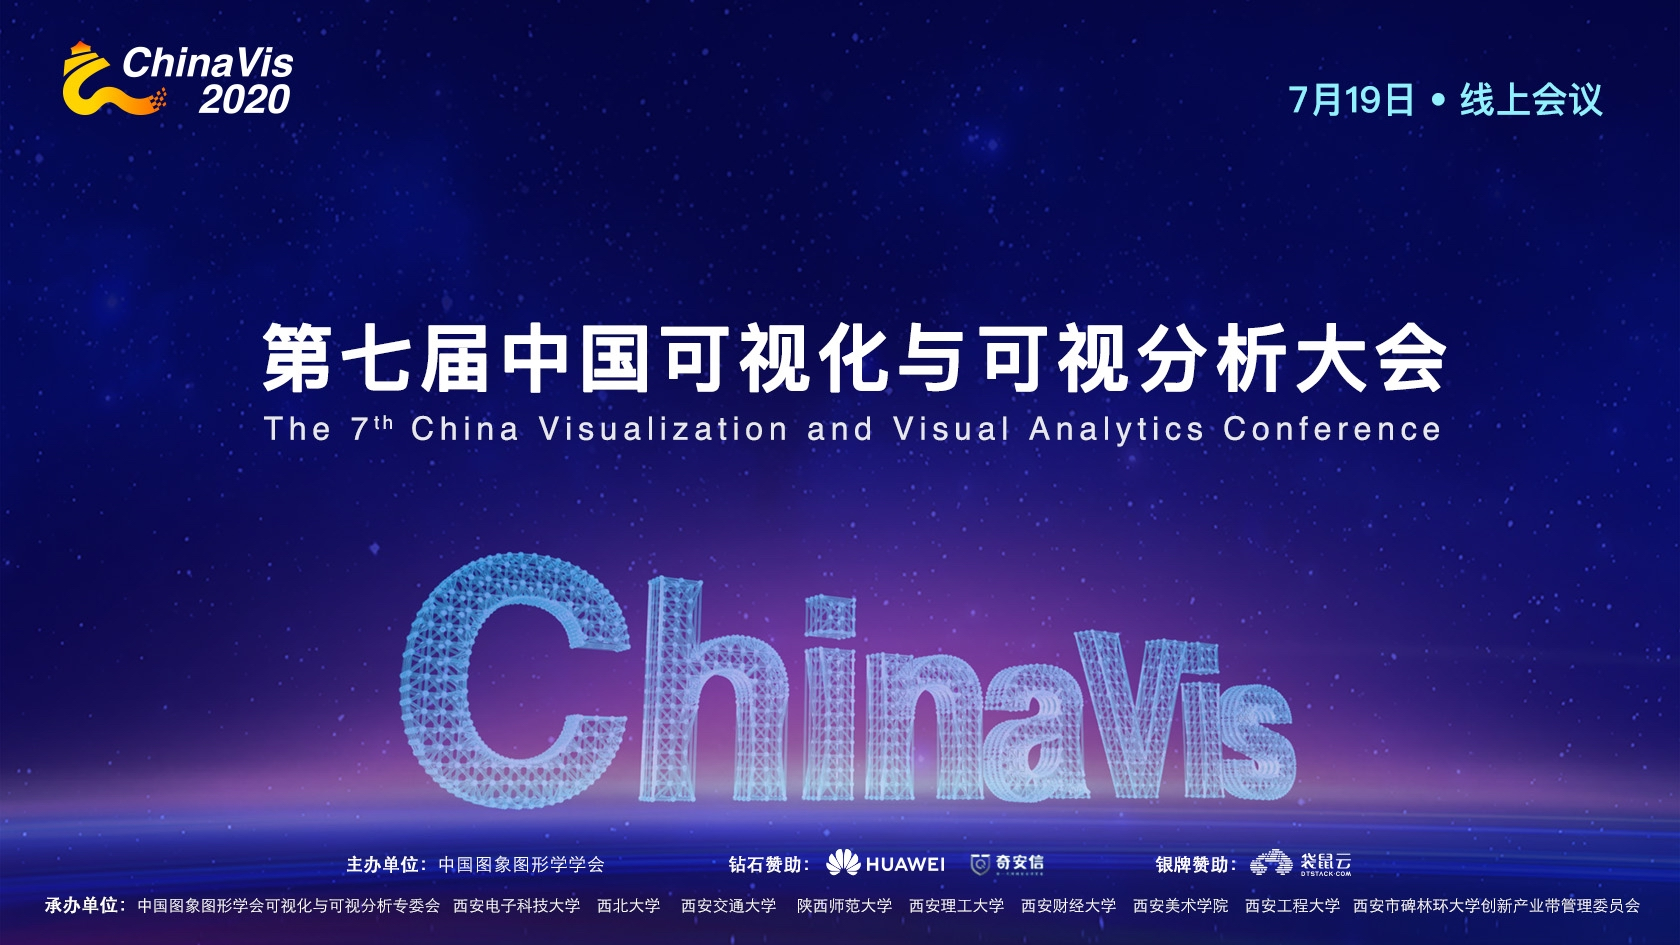 ChinaVis
2020
7月19日 • 线上会议
第七届中国可视化与可视分析大会
The 7th China Visualization and Visual Analytics Conference
ChinaVis
主办单位：中国图象图形学学会
钻石赞助：HUAWEI 奇安信
银牌赞助：袋鼠云
DTSTACK.COM
承办单位：中国图象图形学会可视化与可视分析专委会 西安电子科技大学 西北大学 西安交通大学 陕西师范大学 西安理工大学 西安财经大学 西安美术学院 西安工程大学 西安市碑林环大学创新产业带管理委员会